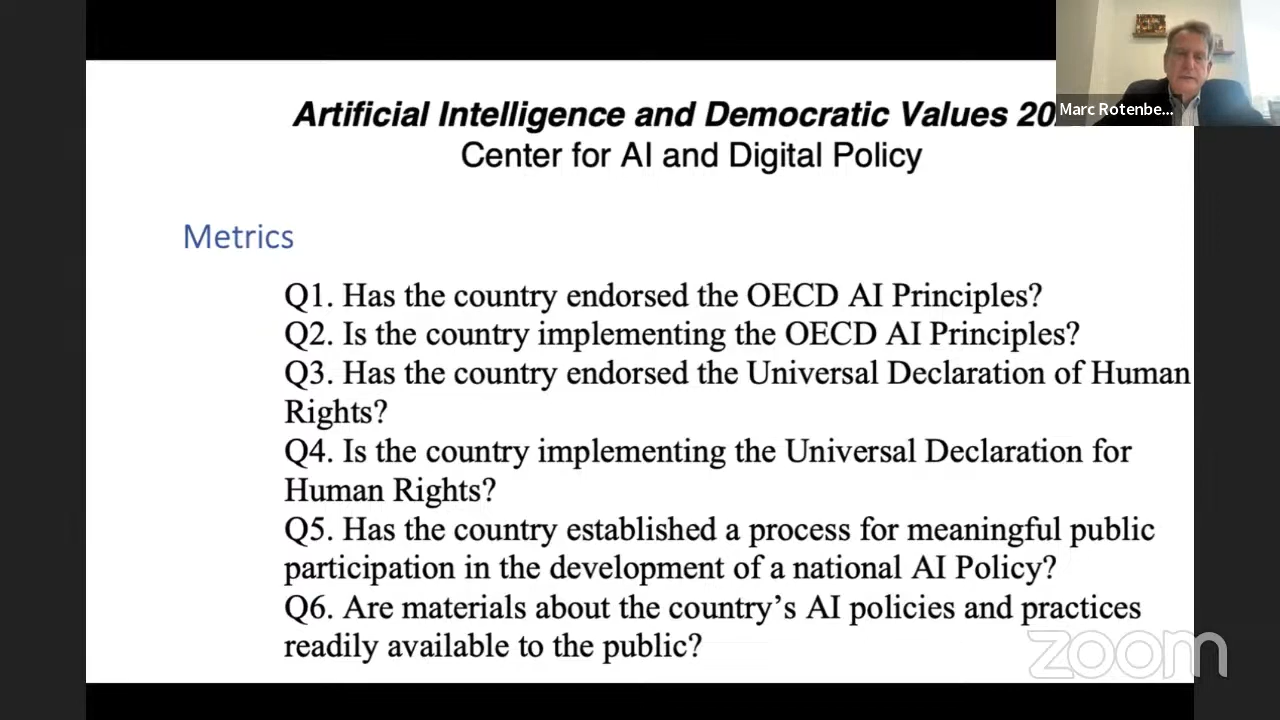 Artificial Intelligence and Democratic Values 20
Center for AI and Digital Policy
Marc Rotenbe...
Metrics
Q1. Has the country endorsed the OECD AI Principles?
Q2. Is the country implementing the OECD AI Principles?
Q3. Has the country endorsed the Universal Declaration of Human
Rights?
Q4. Is the country implementing the Universal Declaration for
Human Rights?
Q5. Has the country established a process for meaningful public
participation in the development of a national AI Policy?
Q6. Are materials about the country’s AI policies and practices
readily available to the public?
zoom